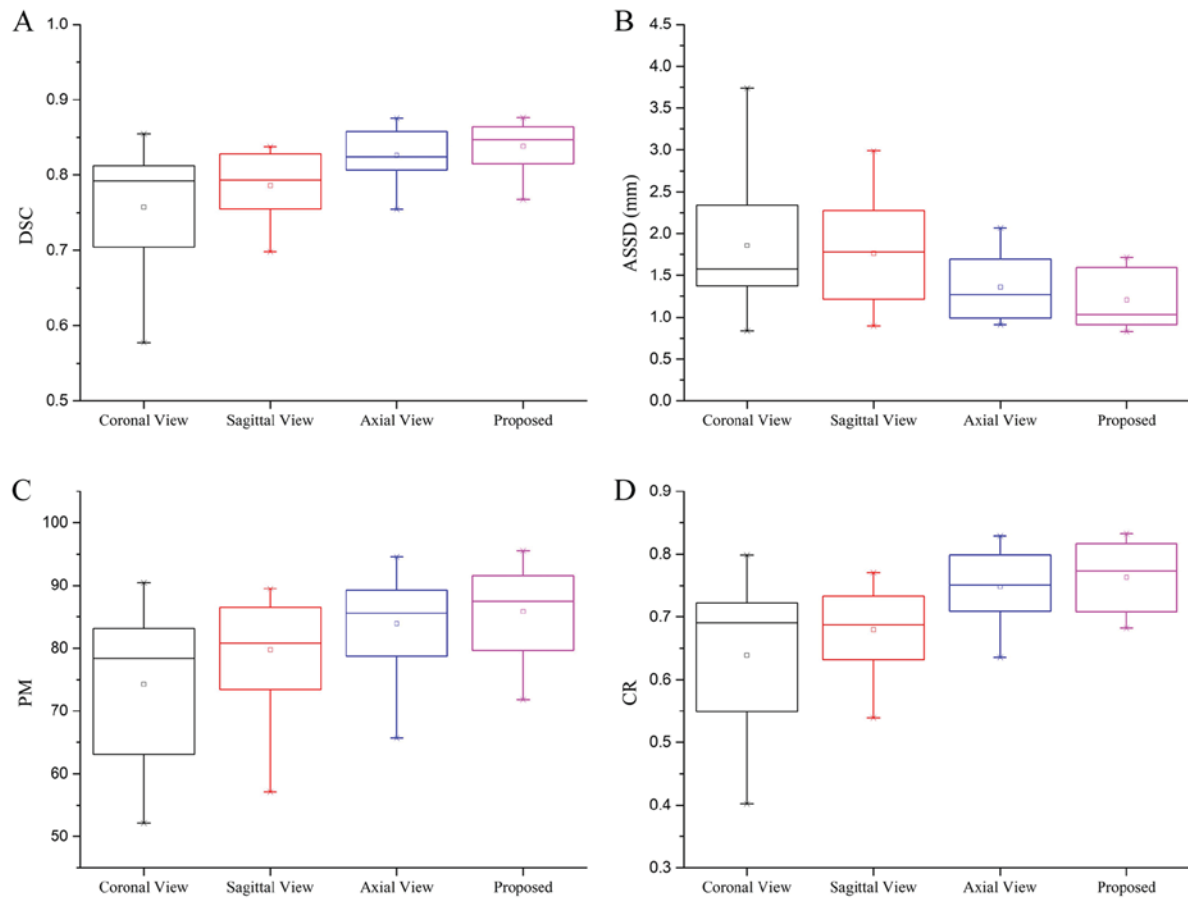 A
1.0
0.9
0.8
0.7
0.6
0.5
DSC
Coronal View Sagittal View Axial View Proposed
B
4.5
4.0
3.5
3.0
2.5
2.0
1.5
1.0
0.5
0.0
ASSD (mm)
Coronal View Sagittal View Axial View Proposed
C
100
90
80
70
60
50
PM
Coronal View Sagittal View Axial View Proposed
D
0.9
0.8
0.7
0.6
0.5
0.4
0.3
CR
Coronal View Sagittal View Axial View Proposed